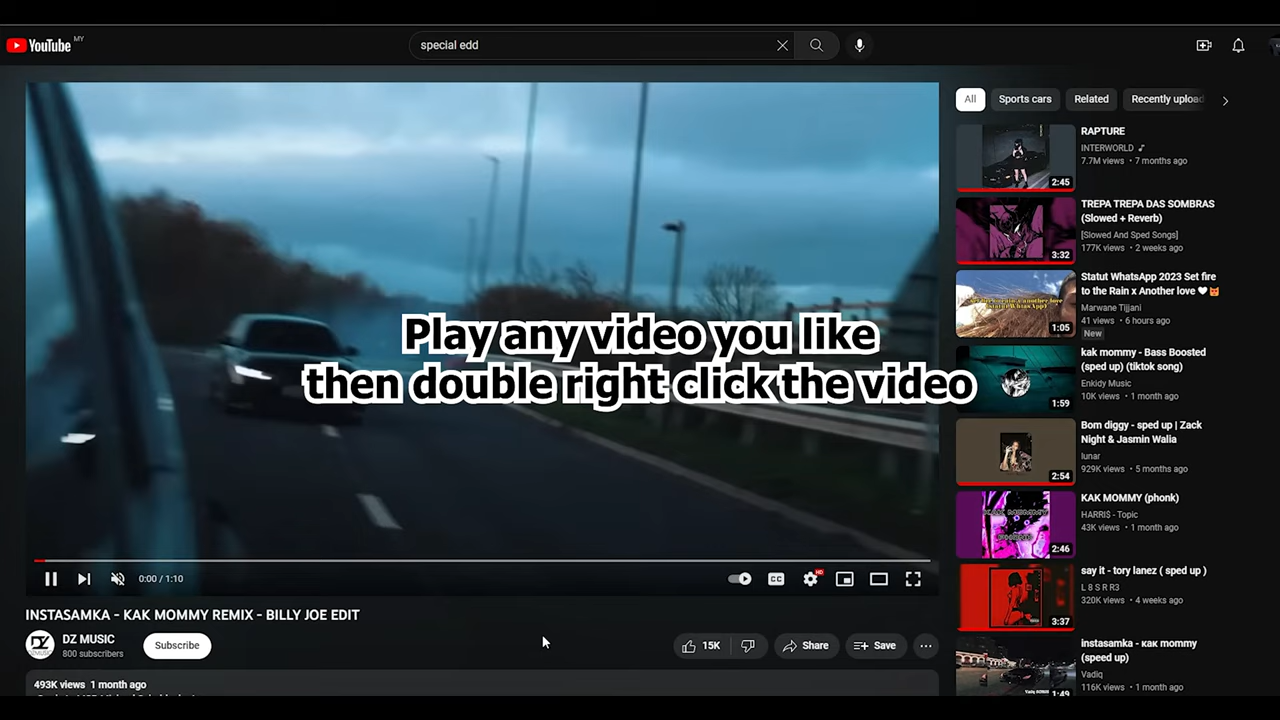 YouTube MY
special edd
All
Sports cars
Related
Recently upload
Play any video you like
then double right click the video
0:00 / 1:10
CC
HD
INSTASAMKA - KAK MOMMY REMIX - BILLY JOE EDIT
DZ MUSIC
800 subscribers
Subscribe
15K
Share
Save
493K views 1 month ago
RAPTURE
INTERWORLD
7.7M views • 7 months ago
2:45
TREPA TREPA DAS SOMBRAS
(Slowed + Reverb)
[Slowed And Sped Songs]
177K views • 2 weeks ago
3:32
Statut WhatsApp 2023 Set fire
to the Rain x Another love
Marwane Tijjani
41 views • 6 hours ago
New
1:05
kak mommy - Bass Boosted
(sped up) (tiktok song)
Enkidy Music
10K views • 1 month ago
1:59
Bom diggy - sped up | Zack
Night & Jasmin Walia
lunar
929K views • 5 months ago
2:54
KAK MOMMY (phonk)
HARRI$ - Topic
43K views • 1 month ago
2:46
say it - tory lanez ( sped up )
L 8 S R R3
320K views • 4 weeks ago
3:37
instasamka - как mommy
(speed up)
Vadiq
116K views • 1 month ago
1:49